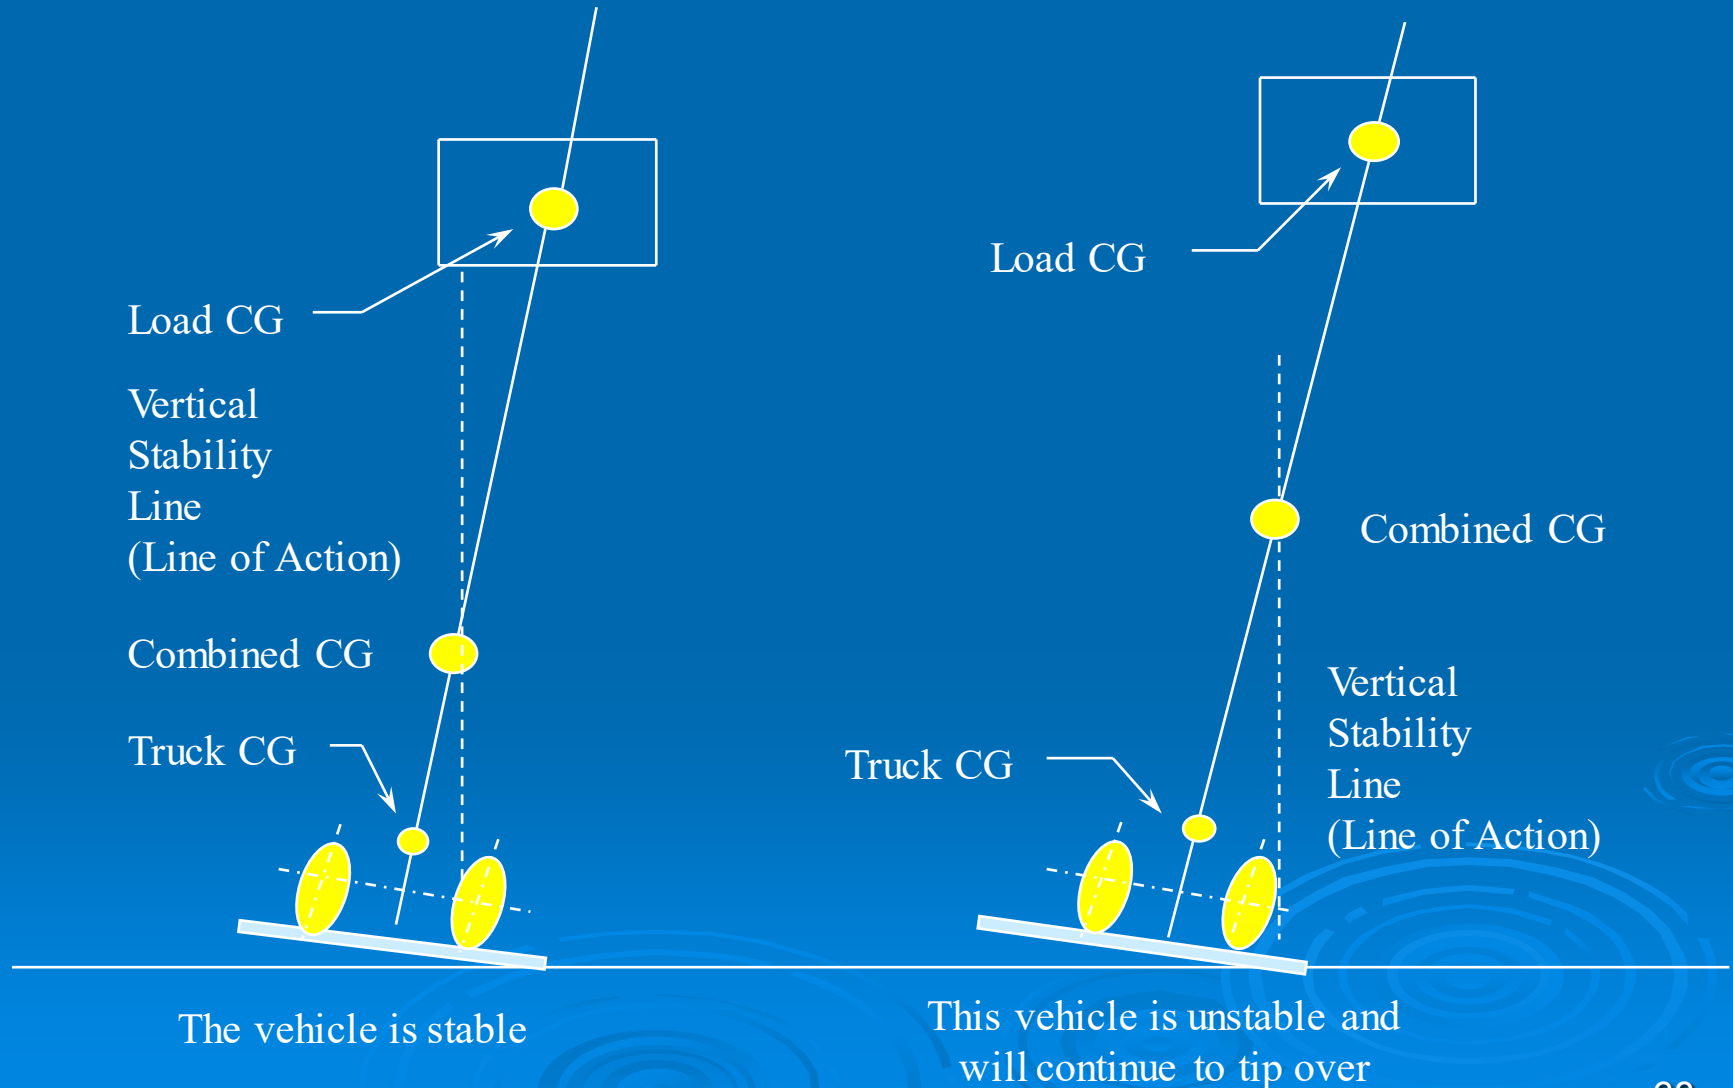 Load CG
Vertical
Stability
Line
(Line of Action)
Combined CG
Truck CG
The vehicle is stable
Load CG
Combined CG
Truck CG
Vertical
Stability
Line
(Line of Action)
This vehicle is unstable and
will continue to tip over